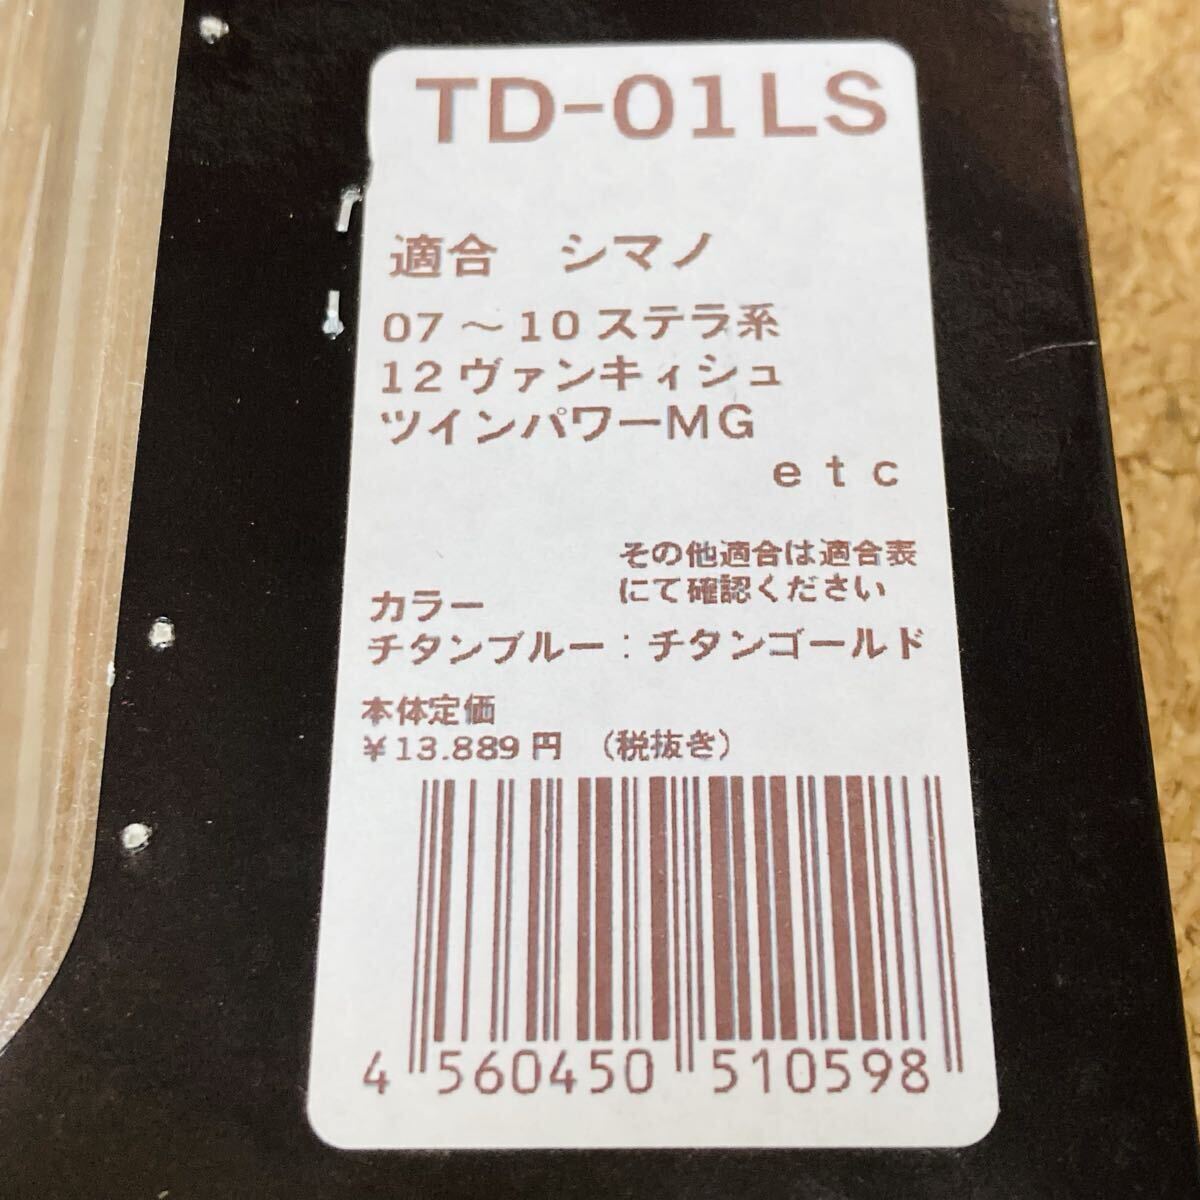 TD-01LS
適合　シマノ
07～10ステラ系
12ヴァンキィシュ
ツインパワーMG
etc
その他適合は適合表
にて確認ください
カラー
チタンブルー：チタンゴールド
本体定価
¥13.889円　（税抜き）
4 560450 510598